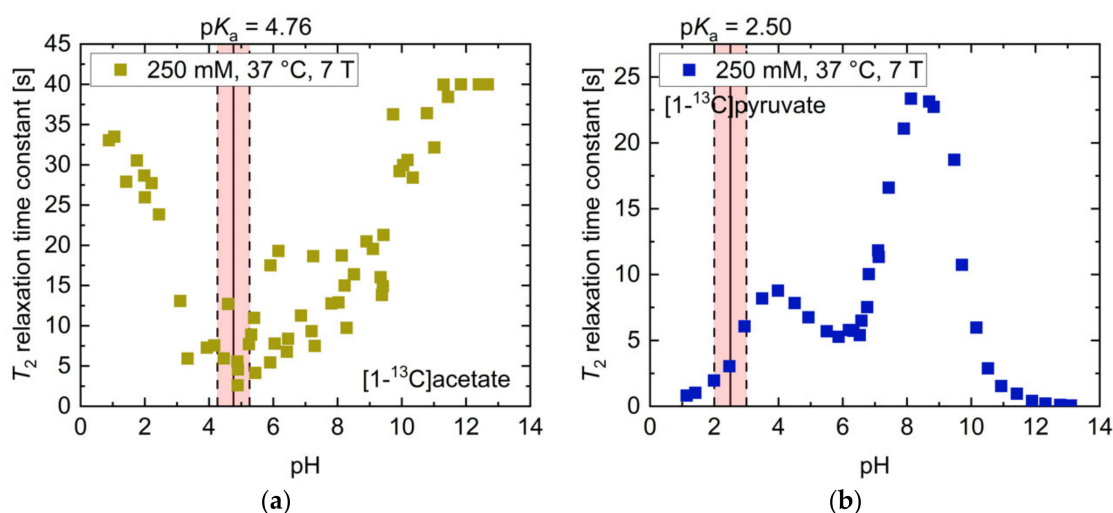 (a)
pKa = 4.76
250 mM, 37 °C, 7 T
T2 relaxation time constant [s]
45
40
35
30
25
20
15
10
5
0
[1-13C]acetate
0 2 4 6 8 10 12 14
pH
(a)
b)
pKa = 2.50
250 mM, 37 °C, 7 T
[1-13C]pyruvate
T2 relaxation time constant [s]
25
20
15
10
5
0
0 2 4 6 8 10 12 14
pH
(b)